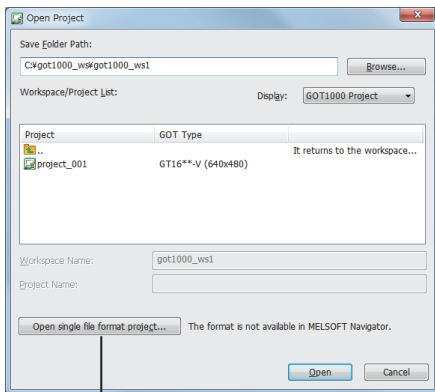 Open Project
Save Folder Path:
C:¥got1000_ws¥got1000_ws1
Browse...
Workspace/Project List:
Display:
GOT1000 Project
Project GOT Type
.. It returns to the workspace...
project_001 GT16**-V (640x480)
Workspace Name:
got1000_ws1
Project Name:
Open single file format project...
The format is not available in MELSOFT Navigator.
Open
Cancel